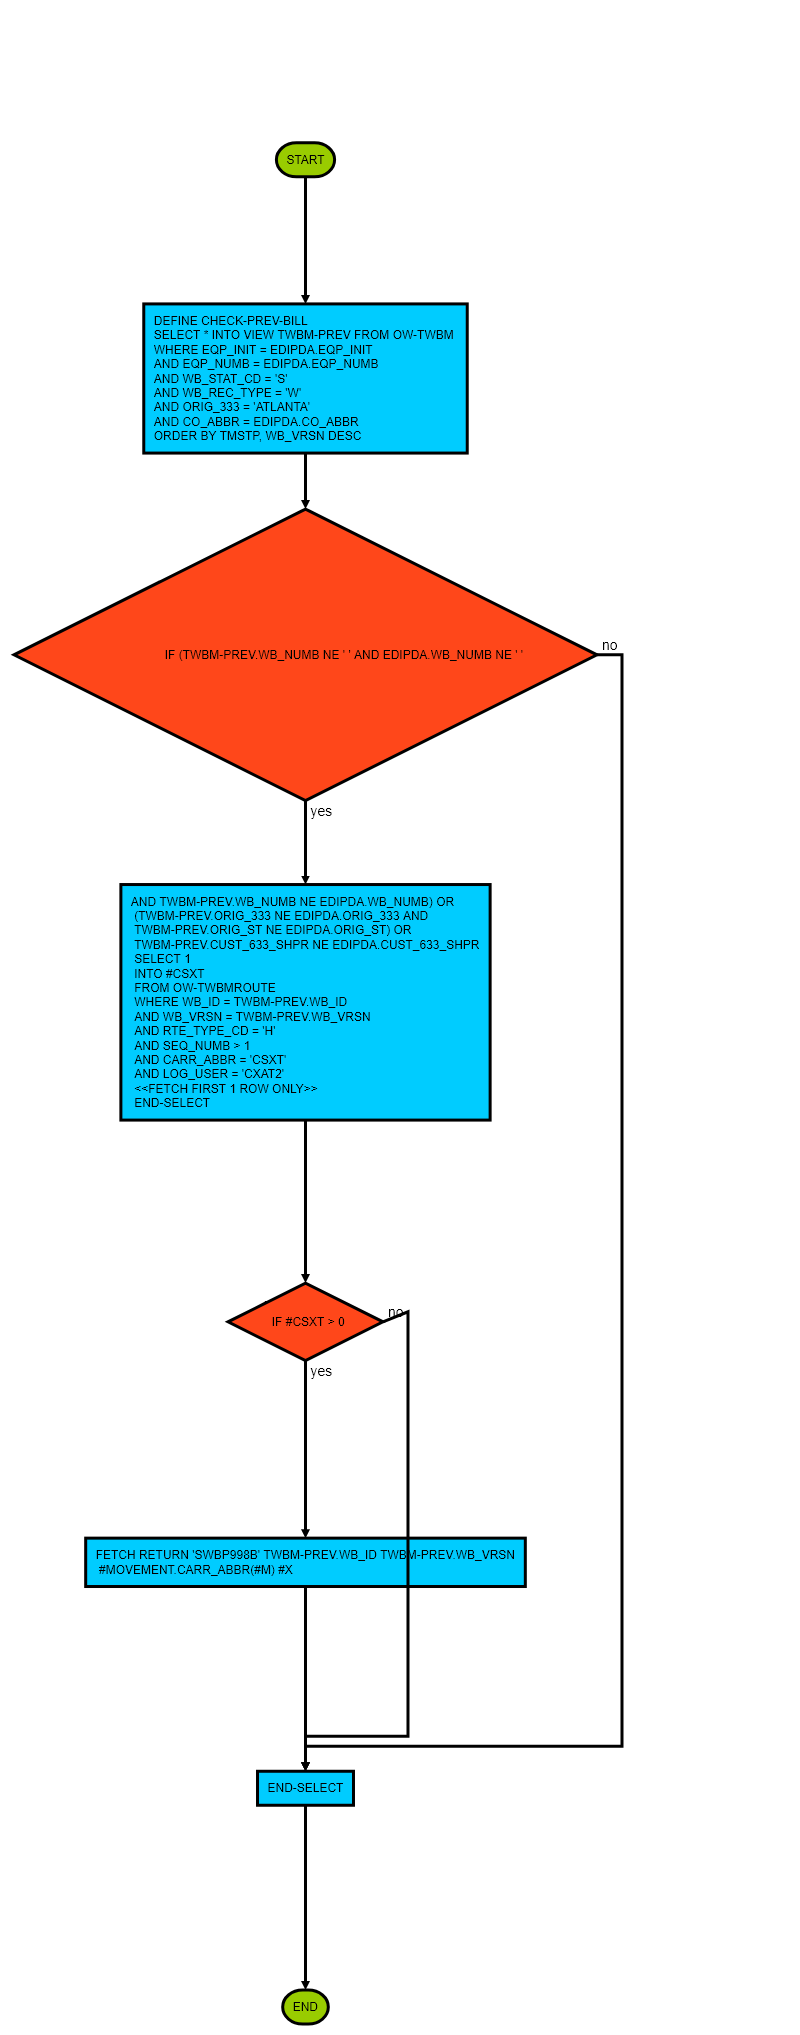 START
DEFINE CHECK-PREV-BILL
SELECT * INTO VIEW TWBM-PREV FROM OW-TWBM
WHERE EQP_INIT = EDIPDA.EQP_INIT
AND EQP_NUMB = EDIPDA.EQP_NUMB
AND WB_STAT_CD = 'S'
AND WB_REC_TYPE = 'W'
AND ORIG_333 = 'ATLANTA'
AND CO_ABBR = EDIPDA.CO_ABBR
ORDER BY TMSTP, WB_VRSN DESC
IF (TWBM-PREV.WB_NUMB NE ' ' AND EDIPDA.WB_NUMB NE ' '
no
yes
AND TWBM-PREV.WB_NUMB NE EDIPDA.WB_NUMB) OR
(TWBM-PREV.ORIG_333 NE EDIPDA.ORIG_333 AND
TWBM-PREV.ORIG_ST NE EDIPDA.ORIG_ST) OR
TWBM-PREV.CUST_633_SHPR NE EDIPDA.CUST_633_SHPR
SELECT 1
INTO #CSXT
FROM OW-TWBMROUTE
WHERE WB_ID = TWBM-PREV.WB_ID
AND WB_VRSN = TWBM-PREV.WB_VRSN
AND RTE_TYPE_CD = 'H'
AND SEQ_NUMB > 1
AND CARR_ABBR = 'CSXT'
AND LOG_USER = 'CXAT2'
<<FETCH FIRST 1 ROW ONLY>>
END-SELECT
no
IF #CSXT > 0
yes
FETCH RETURN 'SWBP998B' TWBM-PREV.WB_ID TWBM-PREV.WB_VRSN
#MOVEMENT.CARR_ABBR(#M) #X
END-SELECT
END